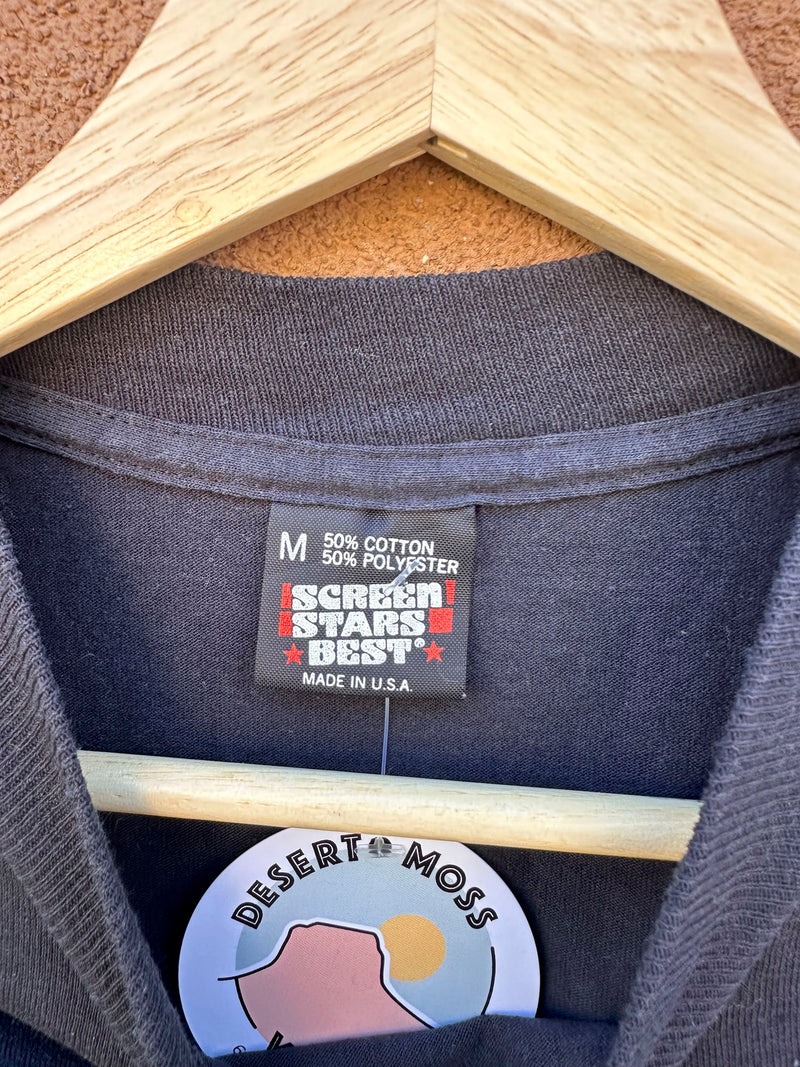 M 50% COTTON
50% POLYESTER
SCREEN
STARS
BEST®
MADE IN U.S.A.
DESERT MOSS